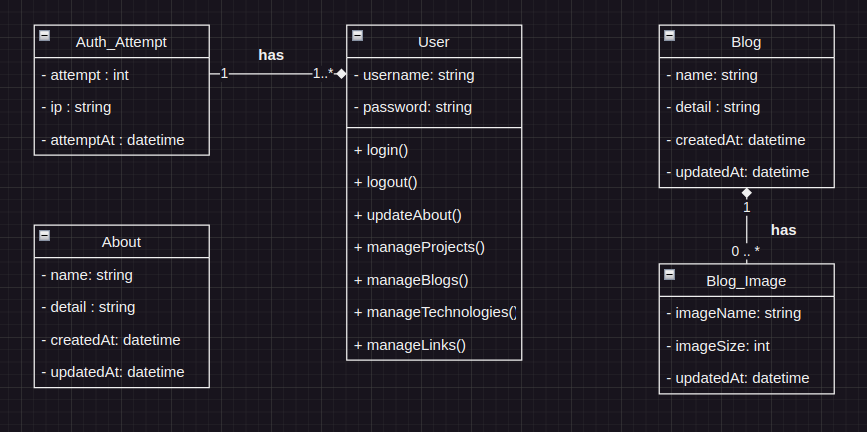 Auth_Attempt
- attempt : int
- ip : string
- attemptAt : datetime
has
1
1..*
User
- username: string
- password: string
+ login()
+ logout()
+ updateAbout()
+ manageProjects()
+ manageBlogs()
+ manageTechnologies()
+ manageLinks()
Blog
- name: string
- detail : string
- createdAt: datetime
- updatedAt: datetime
1
has
0 .. *
Blog_Image
- imageName: string
- imageSize: int
- updatedAt: datetime
About
- name: string
- detail : string
- createdAt: datetime
- updatedAt: datetime